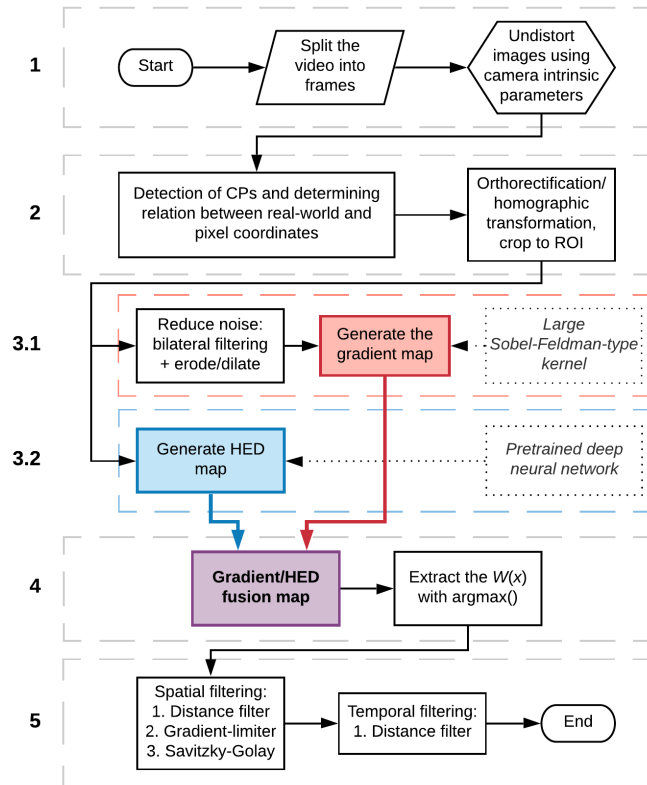 1
Start
Split the
video into
frames
Undistort
images using
camera intrinsic
parameters
2
Detection of CPs and determining
relation between real-world and
pixel coordinates
Orthorectification/
homographic
transformation,
crop to ROI
3.1
Reduce noise:
bilateral filtering
+ erode/dilate
Generate the
gradient map
Large
Sobel-Feldman-type
kernel
3.2
Generate HED
map
Pretrained deep
neural network
4
Gradient/HED
fusion map
Extract the W(x)
with argmax()
5
Spatial filtering:
1. Distance filter
2. Gradient-limiter
3. Savitzky-Golay
Temporal filtering:
1. Distance filter
End